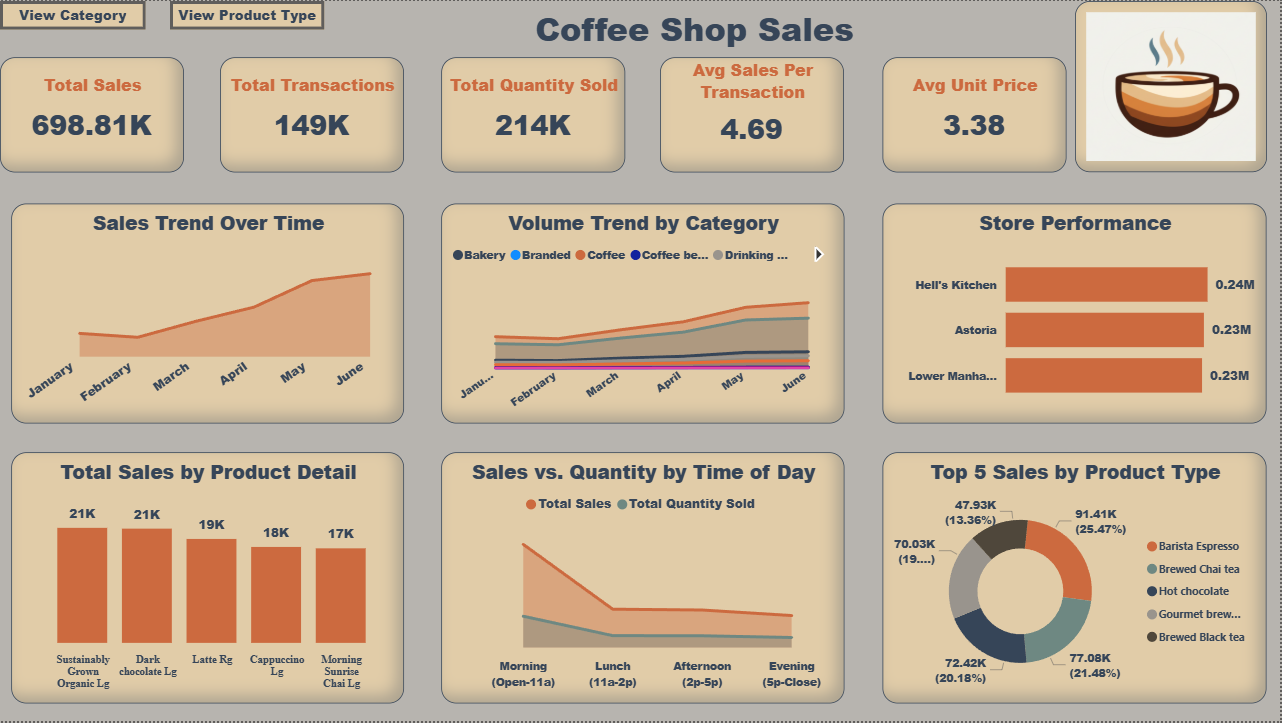 View Category
View Product Type
Coffee Shop Sales
Total Sales
698.81K
Total Transactions
149K
Total Quantity Sold
214K
Avg Sales Per
Transaction
4.69
Avg Unit Price
3.38
Sales Trend Over Time
January
February
March
April
May
June
Volume Trend by Category
Bakery
Branded
Coffee
Coffee be...
Drinking ...
Janu...
February
March
April
May
June
Store Performance
Hell's Kitchen
0.24M
Astoria
0.23M
Lower Manha...
0.23M
Total Sales by Product Detail
21K
21K
19K
18K
17K
Sustainably
Grown
Organic Lg
Dark
chocolate Lg
Latte Rg
Cappuccino
Lg
Morning
Sunrise
Chai Lg
Sales vs. Quantity by Time of Day
Total Sales
Total Quantity Sold
Morning
(Open-11a)
Lunch
(11a-2p)
Afternoon
(2p-5p)
Evening
(5p-Close)
Top 5 Sales by Product Type
47.93K
(13.36%)
91.41K
(25.47%)
70.03K
(19....)
72.42K
(20.18%)
77.08K
(21.48%)
Barista Espresso
Brewed Chai tea
Hot chocolate
Gourmet brew...
Brewed Black tea